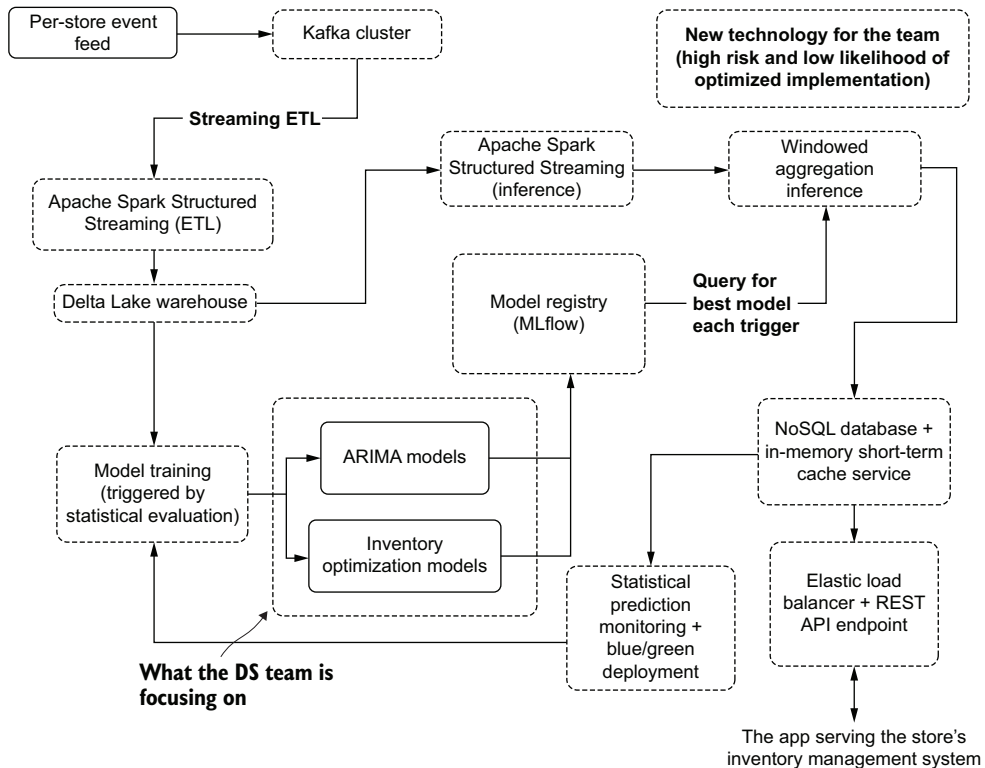 Per-store event
feed
Kafka cluster
New technology for the team
(high risk and low likelihood of
optimized implementation)
Streaming ETL
Apache Spark
Structured Streaming
(inference)
Windowed
aggregation
inference
Apache Spark Structured
Streaming (ETL)
Delta Lake warehouse
Model registry
(MLflow)
Query for
best model
each trigger
NoSQL database +
in-memory short-term
cache service
Model training
(triggered by
statistical evaluation)
ARIMA models
Inventory
optimization models
Statistical
prediction
monitoring +
blue/green
deployment
Elastic load
balancer + REST
API endpoint
What the DS team is
focusing on
The app serving the store's
inventory management system